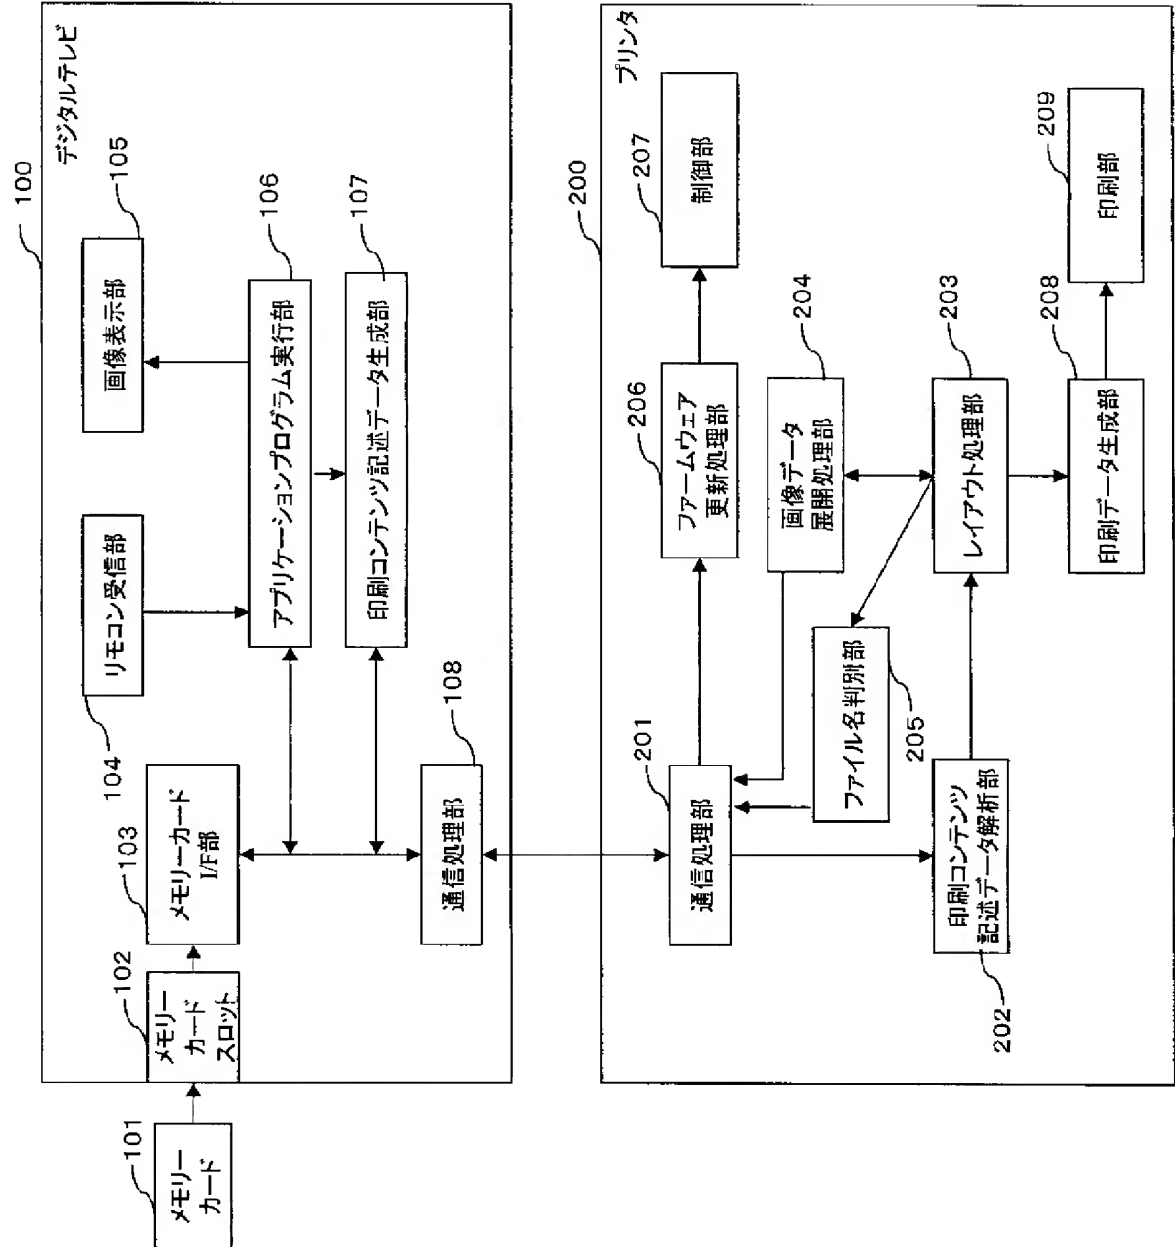 100
デジタルテレビ
101
メモリー
カード
102
メモリー
カード
スロット
103
メモリーカード
I/F部
104
リモコン受信部
105
画像表示部
106
アプリケーションプログラム実行部
107
印刷コンテンツ記述データ生成部
108
通信処理部
200
プリンタ
201
通信処理部
206
ファームウェア
更新処理部
207
制御部
204
画像データ
展開処理部
205
ファイル名判別部
202
印刷コンテンツ
記述データ解析部
203
レイアウト処理部
208
印刷データ生成部
209
印刷部